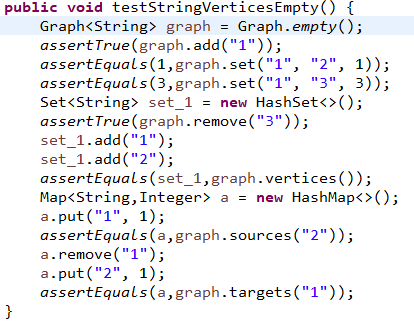 public void testStringVerticesEmpty() {
Graph<String> graph = Graph.empty();
assertTrue(graph.add("1"));
assertEquals(1,graph.set("1", "2", 1));
assertEquals(3,graph.set("1", "3", 3));
Set<String> set_1 = new HashSet<>();
assertTrue(graph.remove("3"));
set_1.add("1");
set_1.add("2");
assertEquals(set_1,graph.vertices());
Map<String,Integer> a = new HashMap<>();
a.put("1", 1);
assertEquals(a,graph.sources("2"));
a.remove("1");
a.put("2", 1);
assertEquals(a,graph.targets("1"));
}